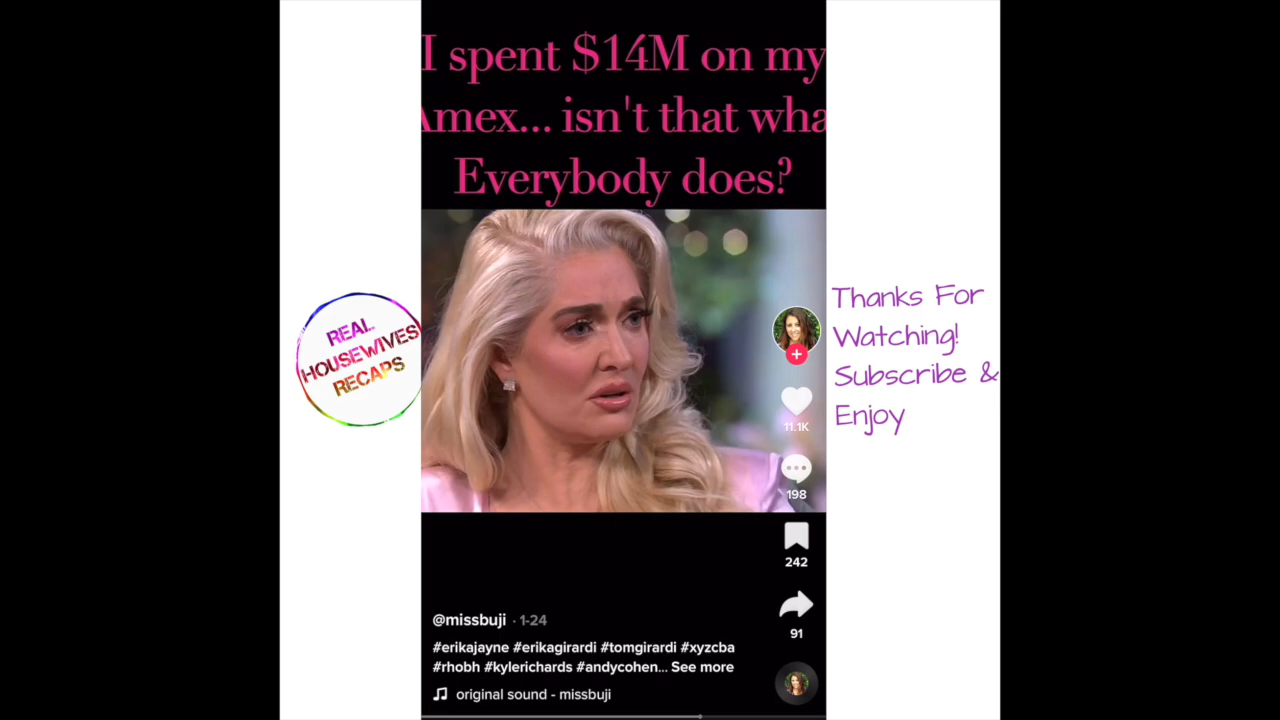 I spent $14M on my
Amex... isn't that wha
Everybody does?
REAL
HOUSEWIVES
RECAPS
Thanks For
Watching!
Subscribe &
Enjoy
11.1K
198
242
91
@missbuji · 1-24
#erikajayne #erikagirardi #tomgirardi #xyzcba
#rhobh #kylerichards #andycohen... See more
original sound - missbuji